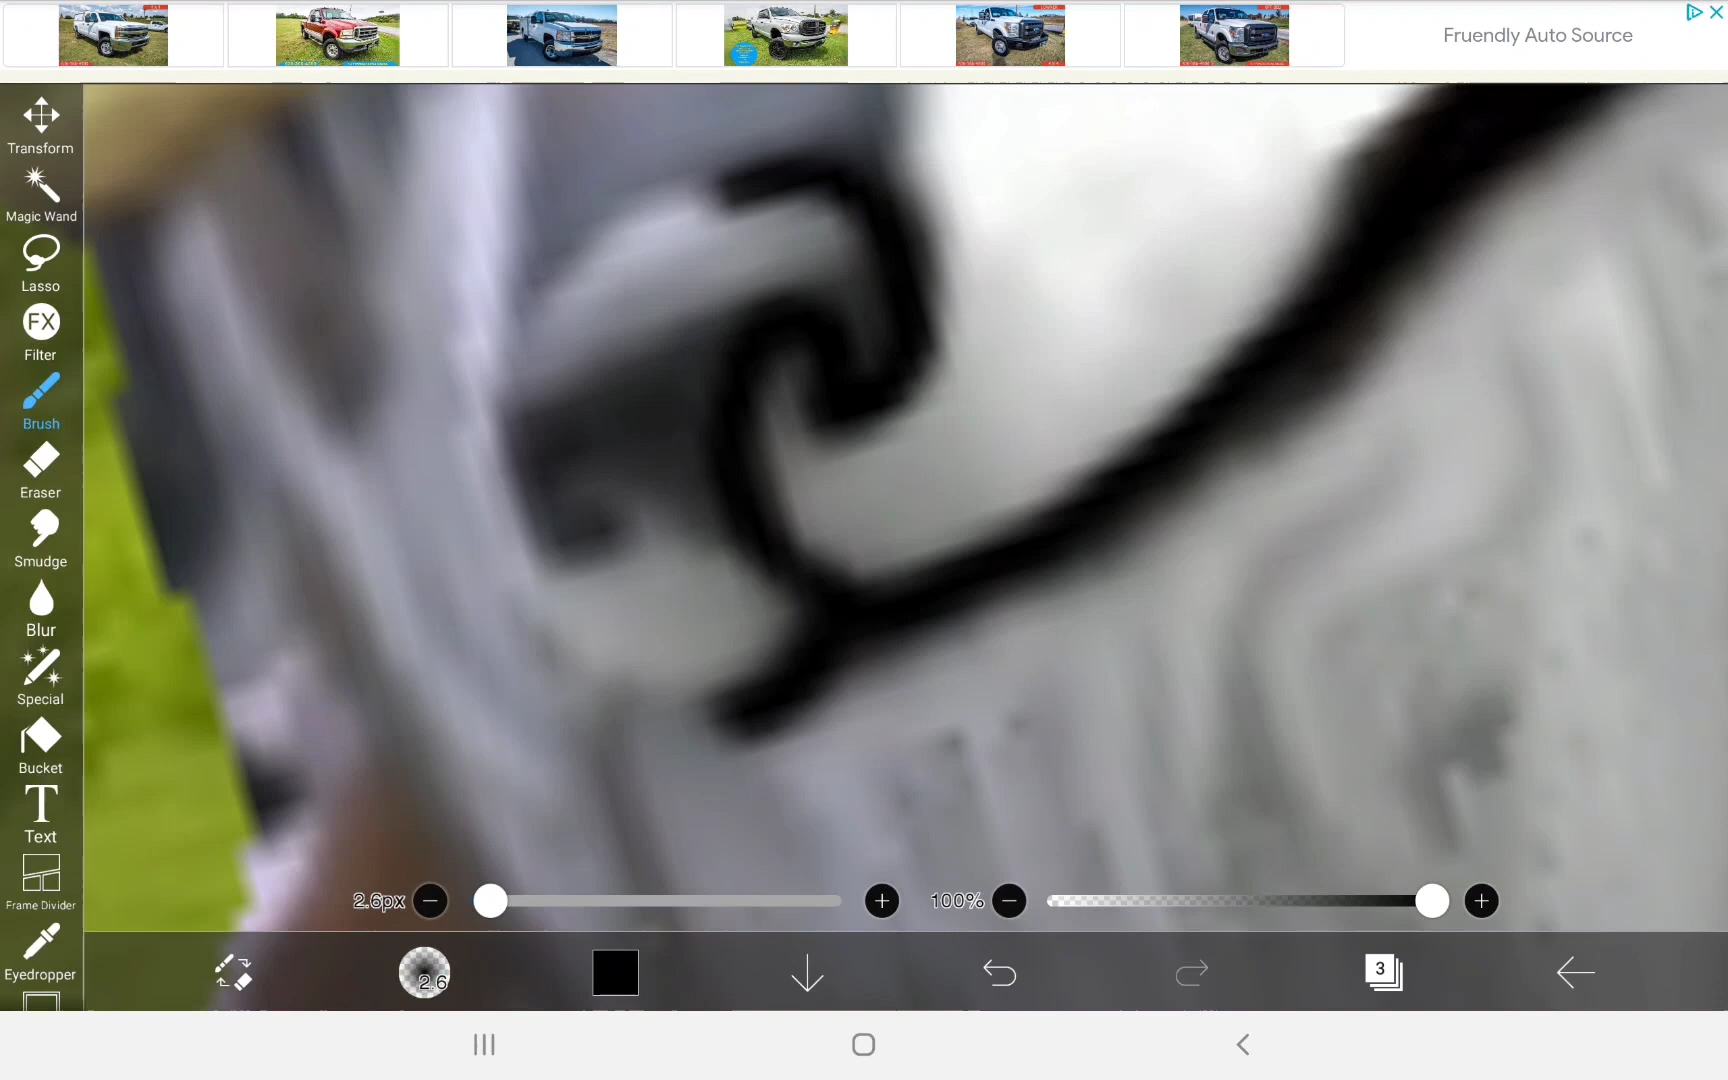 Fruendly Auto Source
Transform
Magic Wand
Lasso
FX
Filter
Brush
Eraser
Smudge
Blur
Special
Bucket
T
Text
Frame Divider
Eyedropper
2.6px
100%
2.6
3